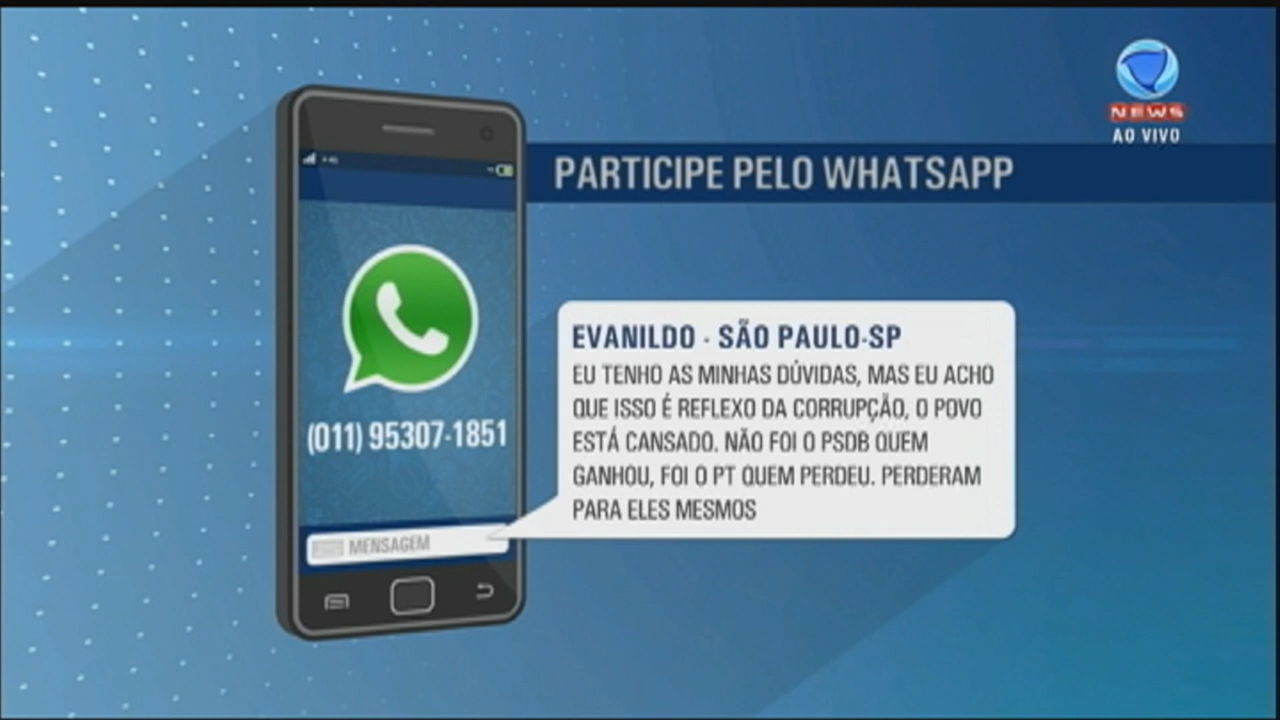 NEWS
AO VIVO
PARTICIPE PELO WHATSAPP
(011) 95307-1851
MENSAGEM
EVANILDO - SÃO PAULO-SP
EU TENHO AS MINHAS DÚVIDAS, MAS EU ACHO
QUE ISSO É REFLEXO DA CORRUPÇÃO, O POVO
ESTÁ CANSADO. NÃO FOI O PSDB QUEM
GANHOU, FOI O PT QUEM PERDEU. PERDERAM
PARA ELES MESMOS